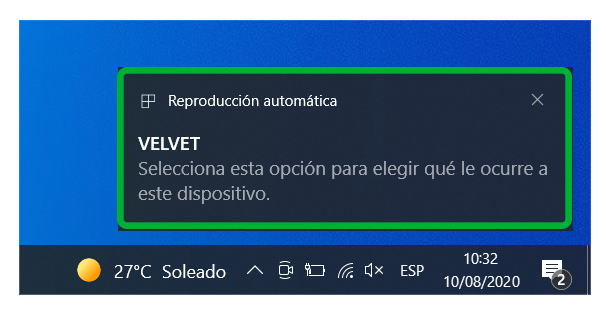 Reproducción automática
VELVET
Selecciona esta opción para elegir qué le ocurre a
este dispositivo.
27°C Soleado
ESP
10:32
10/08/2020
2